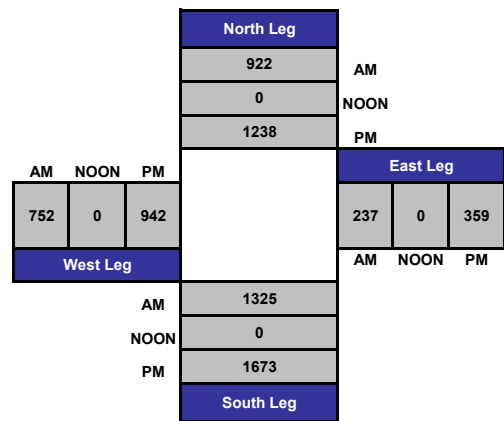 North Leg
922 AM
0 NOON
1238 PM
AM NOON PM East Leg
752 0 942 237 0 359
West Leg AM NOON PM
AM 1325
NOON 0
PM 1673
South Leg